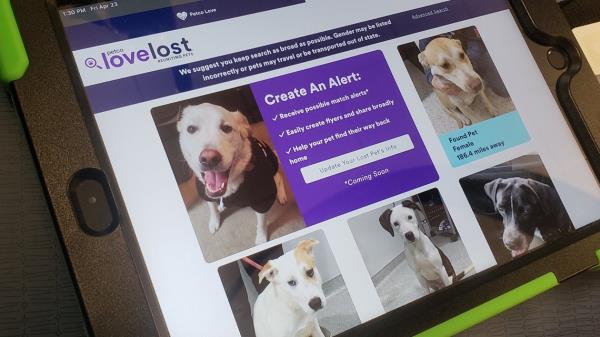 1:30 PM Fri Apr 23
Petco Love
petco
lovelost
REUNITING PETS
We suggest you keep search as broad as possible. Gender may be listed
incorrectly or pets may travel or be transported out of state.
Advanced Search
Create An Alert:
✓ Receive possible match alerts*
✓ Easily create flyers and share broadly
✓ Help your pet find their way back
home
Update Your Lost Pet's Info
*Coming Soon
Found Pet
Female
186.4 miles away